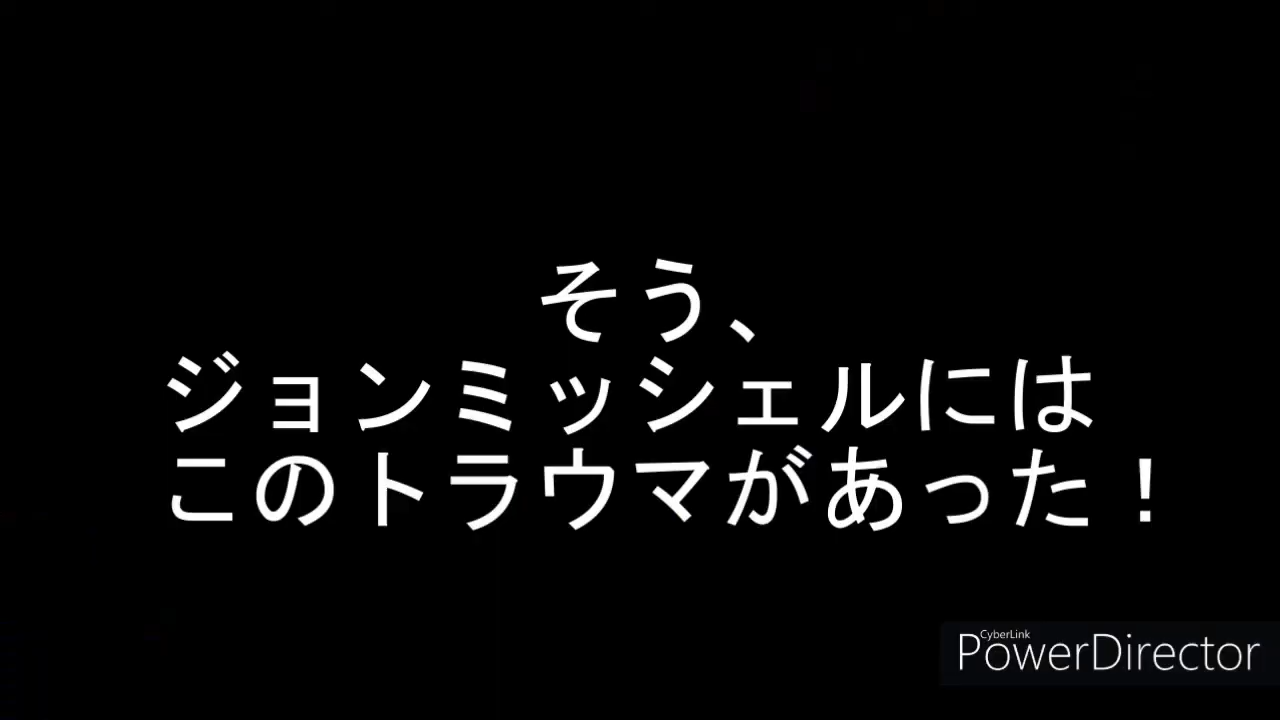 そう、
ジョンミッシェルには
このトラウマがあった！
CyberLink
PowerDirector